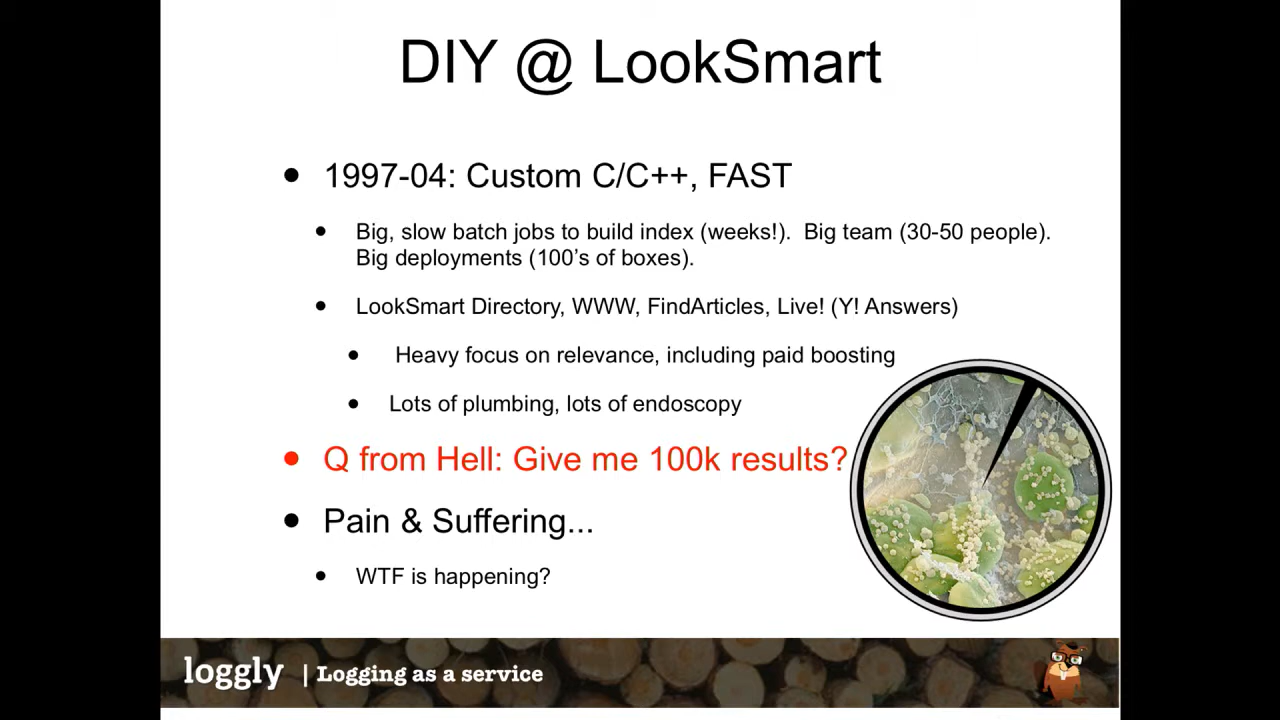 DIY @ LookSmart
• 1997-04: Custom C/C++, FAST
• Big, slow batch jobs to build index (weeks!).  Big team (30-50 people).
Big deployments (100’s of boxes).
• LookSmart Directory, WWW, FindArticles, Live! (Y! Answers)
• Heavy focus on relevance, including paid boosting
• Lots of plumbing, lots of endoscopy
• Q from Hell: Give me 100k results?
• Pain & Suffering...
• WTF is happening?
loggly | Logging as a service